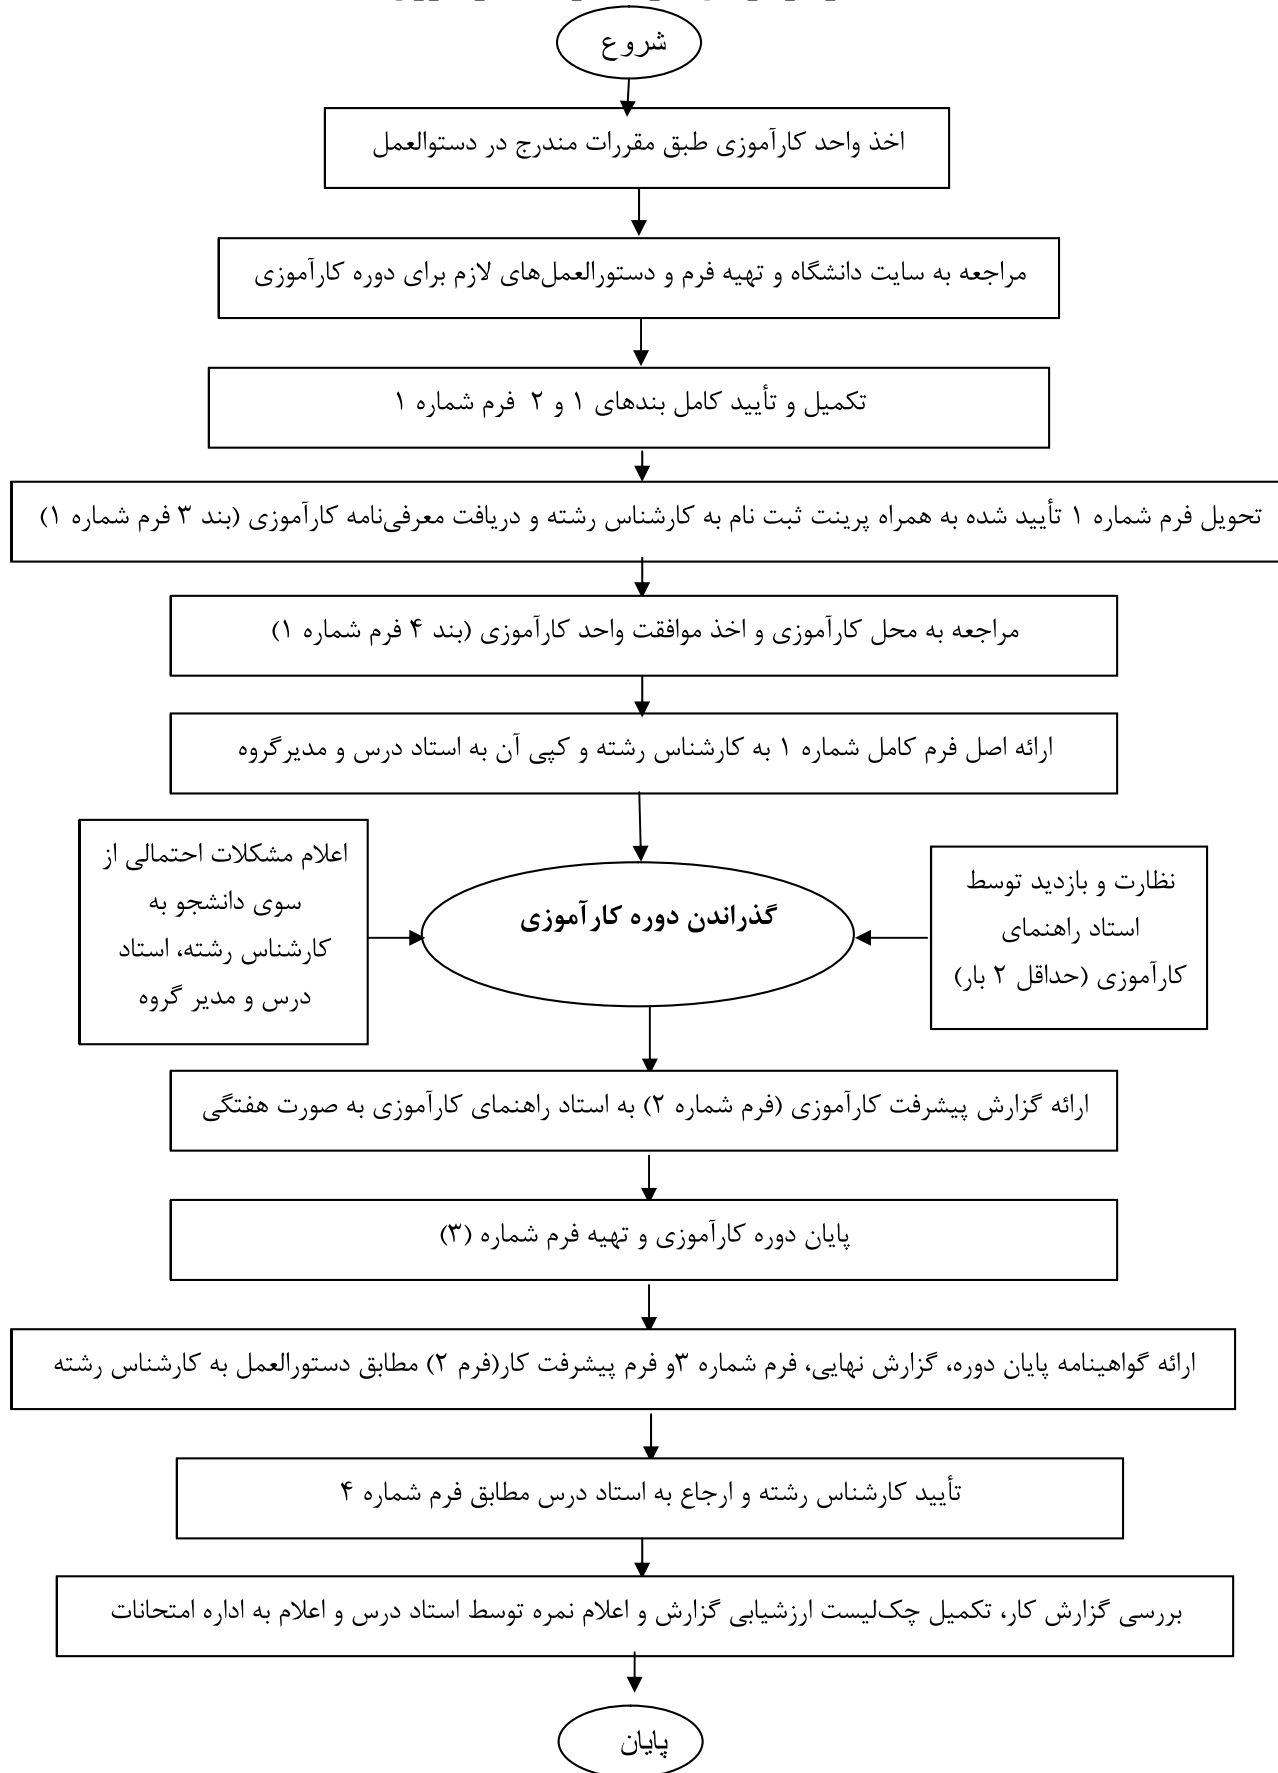 شروع
اخذ واحد کارآموزی طبق مقررات مندرج در دستوالعمل
مراجعه به سایت دانشگاه و تهیه فرم و دستورالعمل‌های لازم برای دوره کارآموزی
تکمیل و تأیید کامل بندهای ۱ و ۲ فرم شماره ۱
تحویل فرم شماره ۱ تأیید شده به همراه پرینت ثبت نام به کارشناس رشته و دریافت معرفی‌نامه کارآموزی (بند ۳ فرم شماره ۱)
مراجعه به محل کارآموزی و اخذ موافقت واحد کارآموزی (بند ۴ فرم شماره ۱)
ارائه اصل فرم کامل شماره ۱ به کارشناس رشته و کپی آن به استاد درس و مدیرگروه
نظارت و بازدید توسط
استاد راهنمای
کارآموزی (حداقل ۲ بار)
گذراندن دوره کارآموزی
اعلام مشکلات احتمالی از
سوی دانشجو به
کارشناس رشته، استاد
درس و مدیر گروه
ارائه گزارش پیشرفت کارآموزی (فرم شماره ۲) به استاد راهنمای کارآموزی به صورت هفتگی
پایان دوره کارآموزی و تهیه فرم شماره (۳)
ارائه گواهینامه پایان دوره، گزارش نهایی، فرم شماره ۳و فرم پیشرفت کار(فرم ۲) مطابق دستورالعمل به کارشناس رشته
تأیید کارشناس رشته و ارجاع به استاد درس مطابق فرم شماره ۴
بررسی گزارش کار، تکمیل چک‌لیست ارزشیابی گزارش و اعلام نمره توسط استاد درس و اعلام به اداره امتحانات
پایان